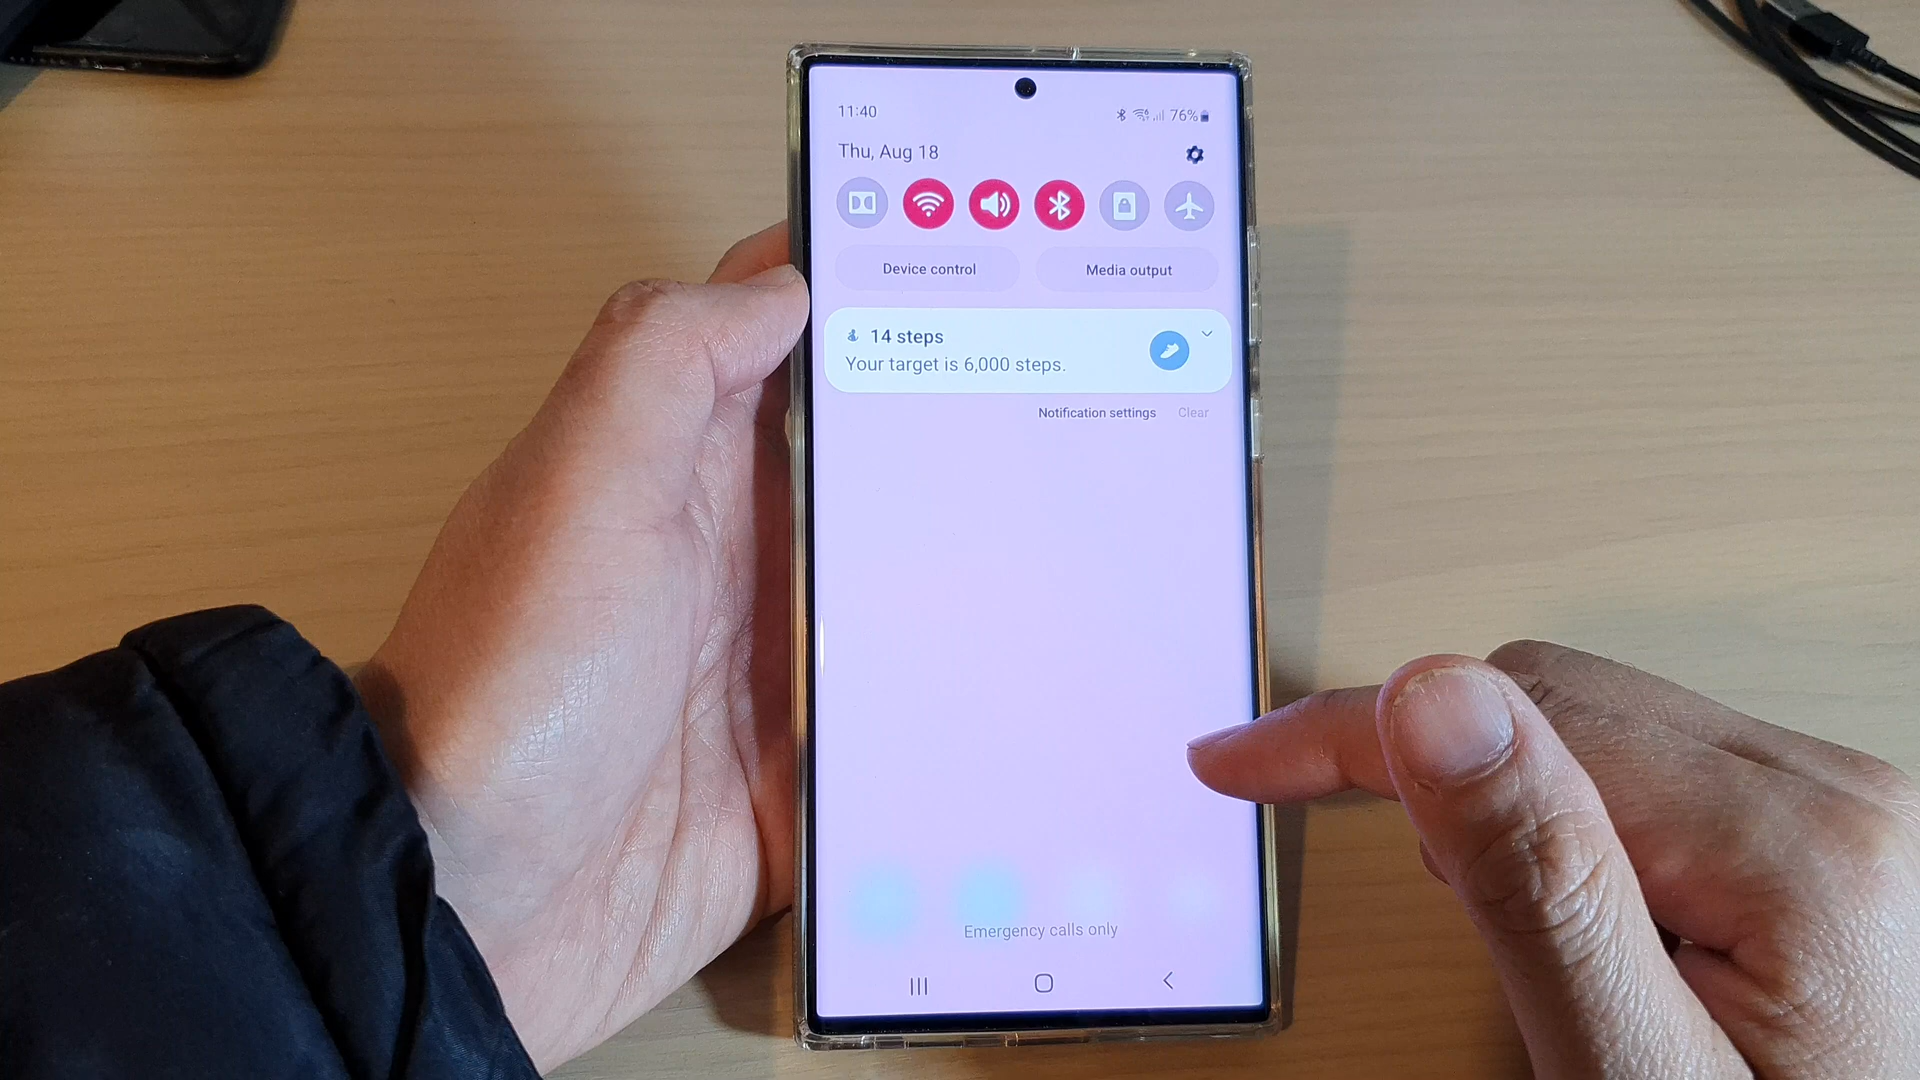 11:40 76%
Thu, Aug 18
Device control Media output
14 steps
Your target is 6,000 steps.
Notification settings Clear
Emergency calls only